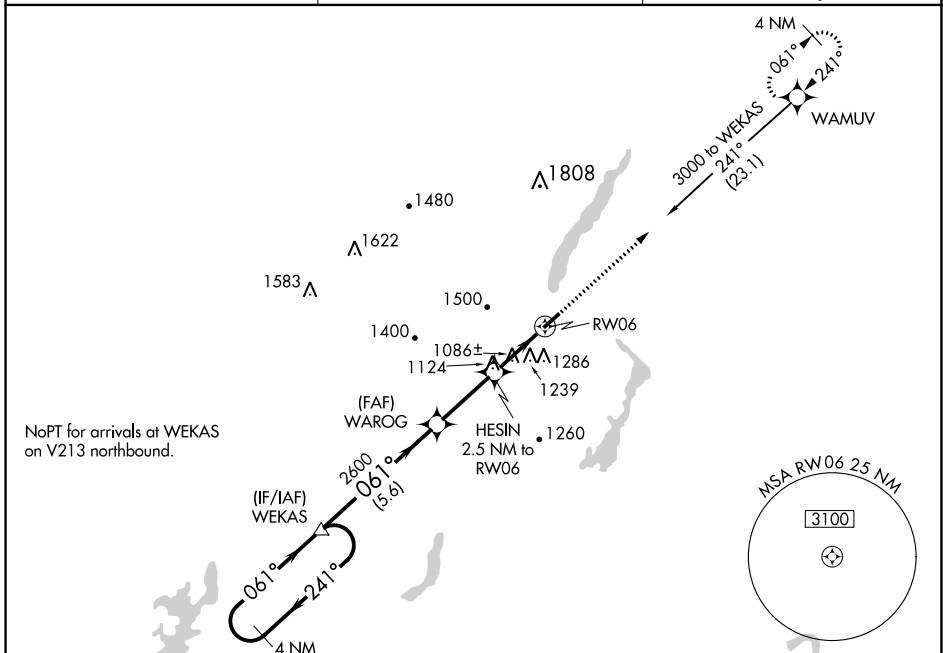 4 NM
061°
241°
WAMUV
3000 to WEKAS
241°
(23.1)
1808
1480
1622
1583
1500
RW06
1400
1086±
1124
1286
1239
(FAF)
WAROG
HESIN
2.5 NM to
RW06
1260
NoPT for arrivals at WEKAS
on V213 northbound.
2600
061°
(5.6)
(IF/IAF)
WEKAS
061°
241°
4 NM
MSA RW06 25 NM
3100